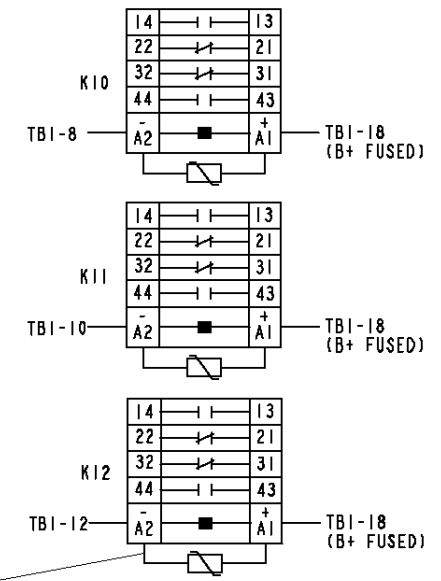 14 13
22 21
32 31
K10
44 43
- +
TB1-8 A2 A1 TB1-18
(B+ FUSED)
14 13
22 21
32 31
K11
44 43
- +
TB1-10 A2 A1 TB1-18
(B+ FUSED)
14 13
22 21
32 31
K12
44 43
- +
TB1-12 A2 A1 TB1-18
(B+ FUSED)